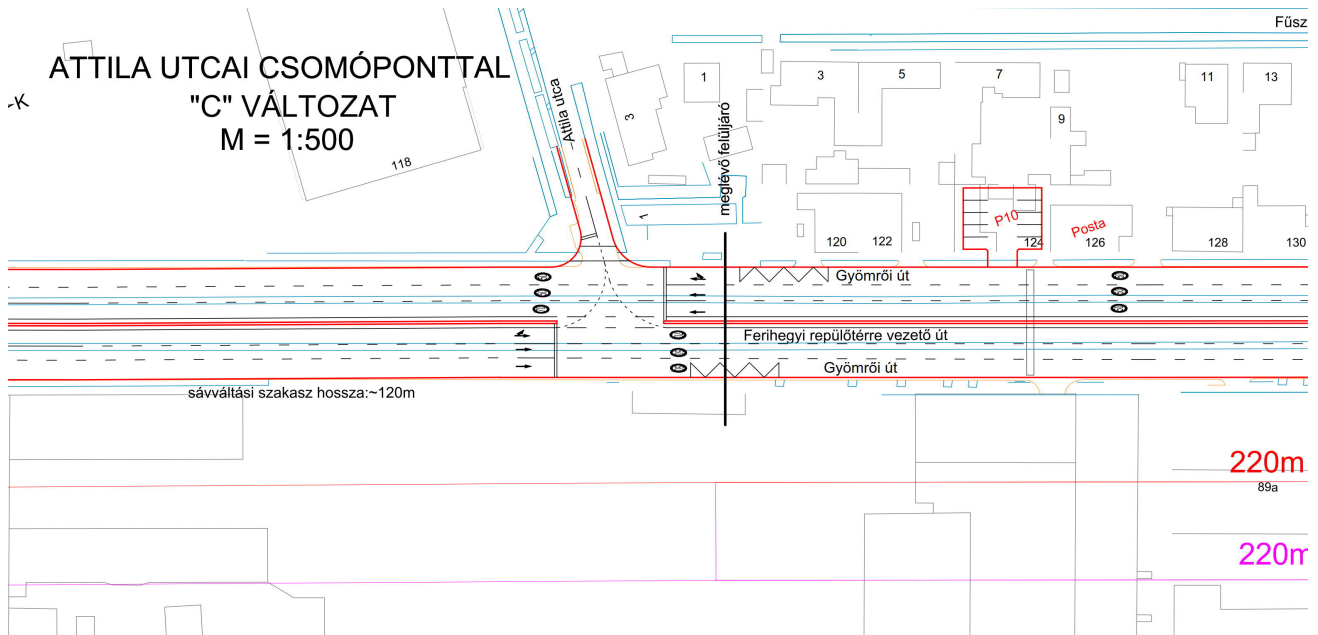 Fűsz
ATTILA UTCAI CSOMÓPONTTAL
"C" VÁLTOZAT
M = 1:500
-K
118
~Attila utca
3
1
1
meglévő felüljáró
3
5
7
9
11
13
120
122
P10
124
Posta
126
128
130
Gyömrői út
Ferihegyi repülőtérre vezető út
Gyömrői út
sávváltási szakasz hossza:~120m
220m
89a
220m